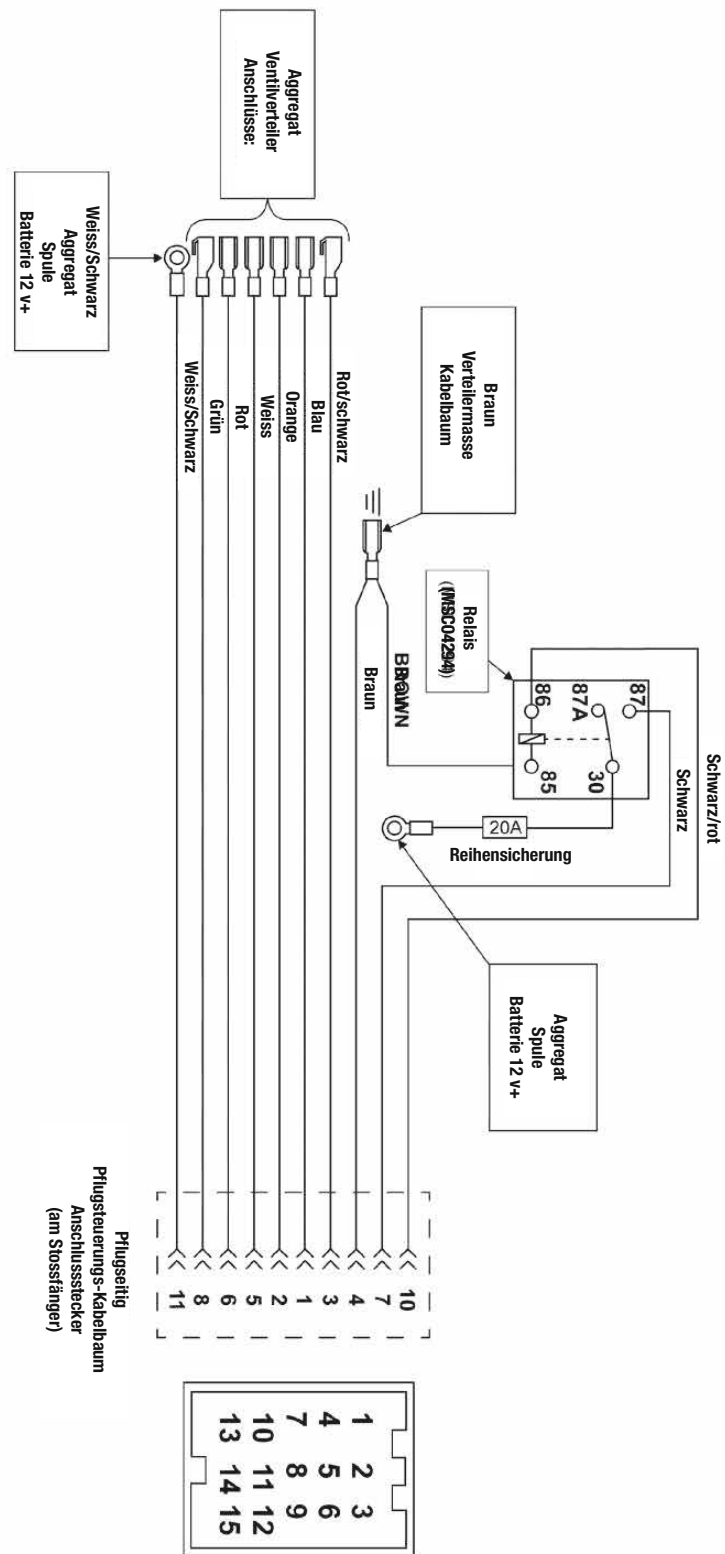 Aggregat
Ventilverteiler
Anschlüsse:
Weiss/Schwarz
Aggregat
Spule
Batterie 12 v+
Rot/schwarz
Blau
Orange
Weiss
Rot
Grün
Weiss/Schwarz
Braun
Verteilermasse
Kabelbaum
Braun
Braun
Relais
86
87A
87
85
30
Schwarz/rot
Schwarz
20A
Reihensicherung
Aggregat
Spule
Batterie 12 v+
10
7
4
3
1
2
5
6
8
11
Pflugseitig
Pflugsteuerungs-Kabelbaum
Anschlussstecker
(am Stossfänger)
1 2 3
4 5 6
7 8 9
10 11 12
13 14 15